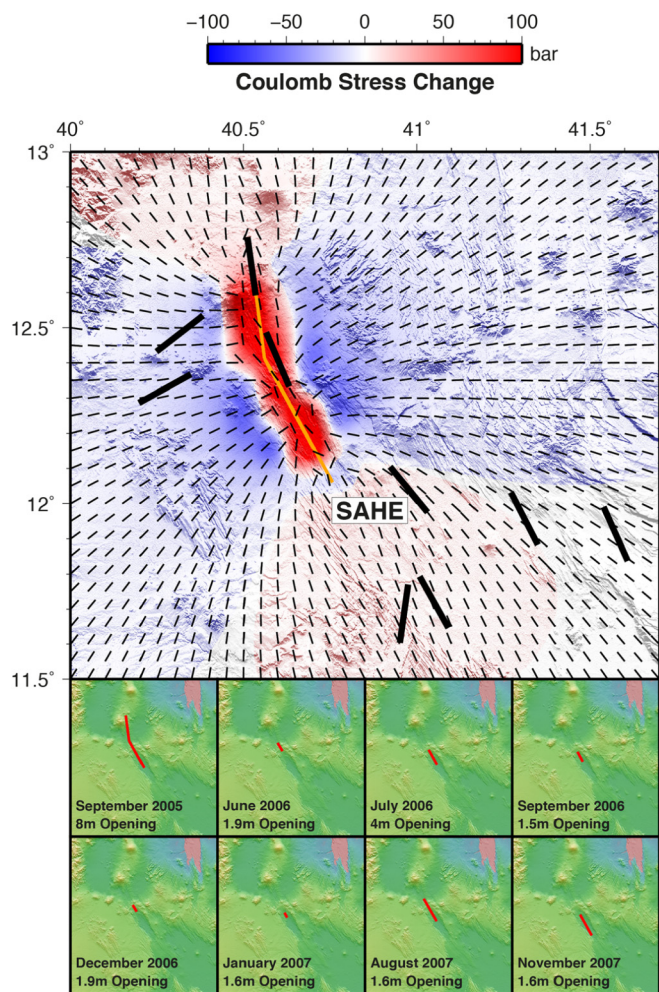 −100 −50 0 50 100
bar
Coulomb Stress Change
40° 40.5° 41° 41.5°
13°
12.5°
12°
SAHE
11.5°
September 2005 June 2006 July 2006 September 2006
8m Opening 1.9m Opening 4m Opening 1.5m Opening
December 2006 January 2007 August 2007 November 2007
1.9m Opening 1.6m Opening 1.6m Opening 1.6m Opening